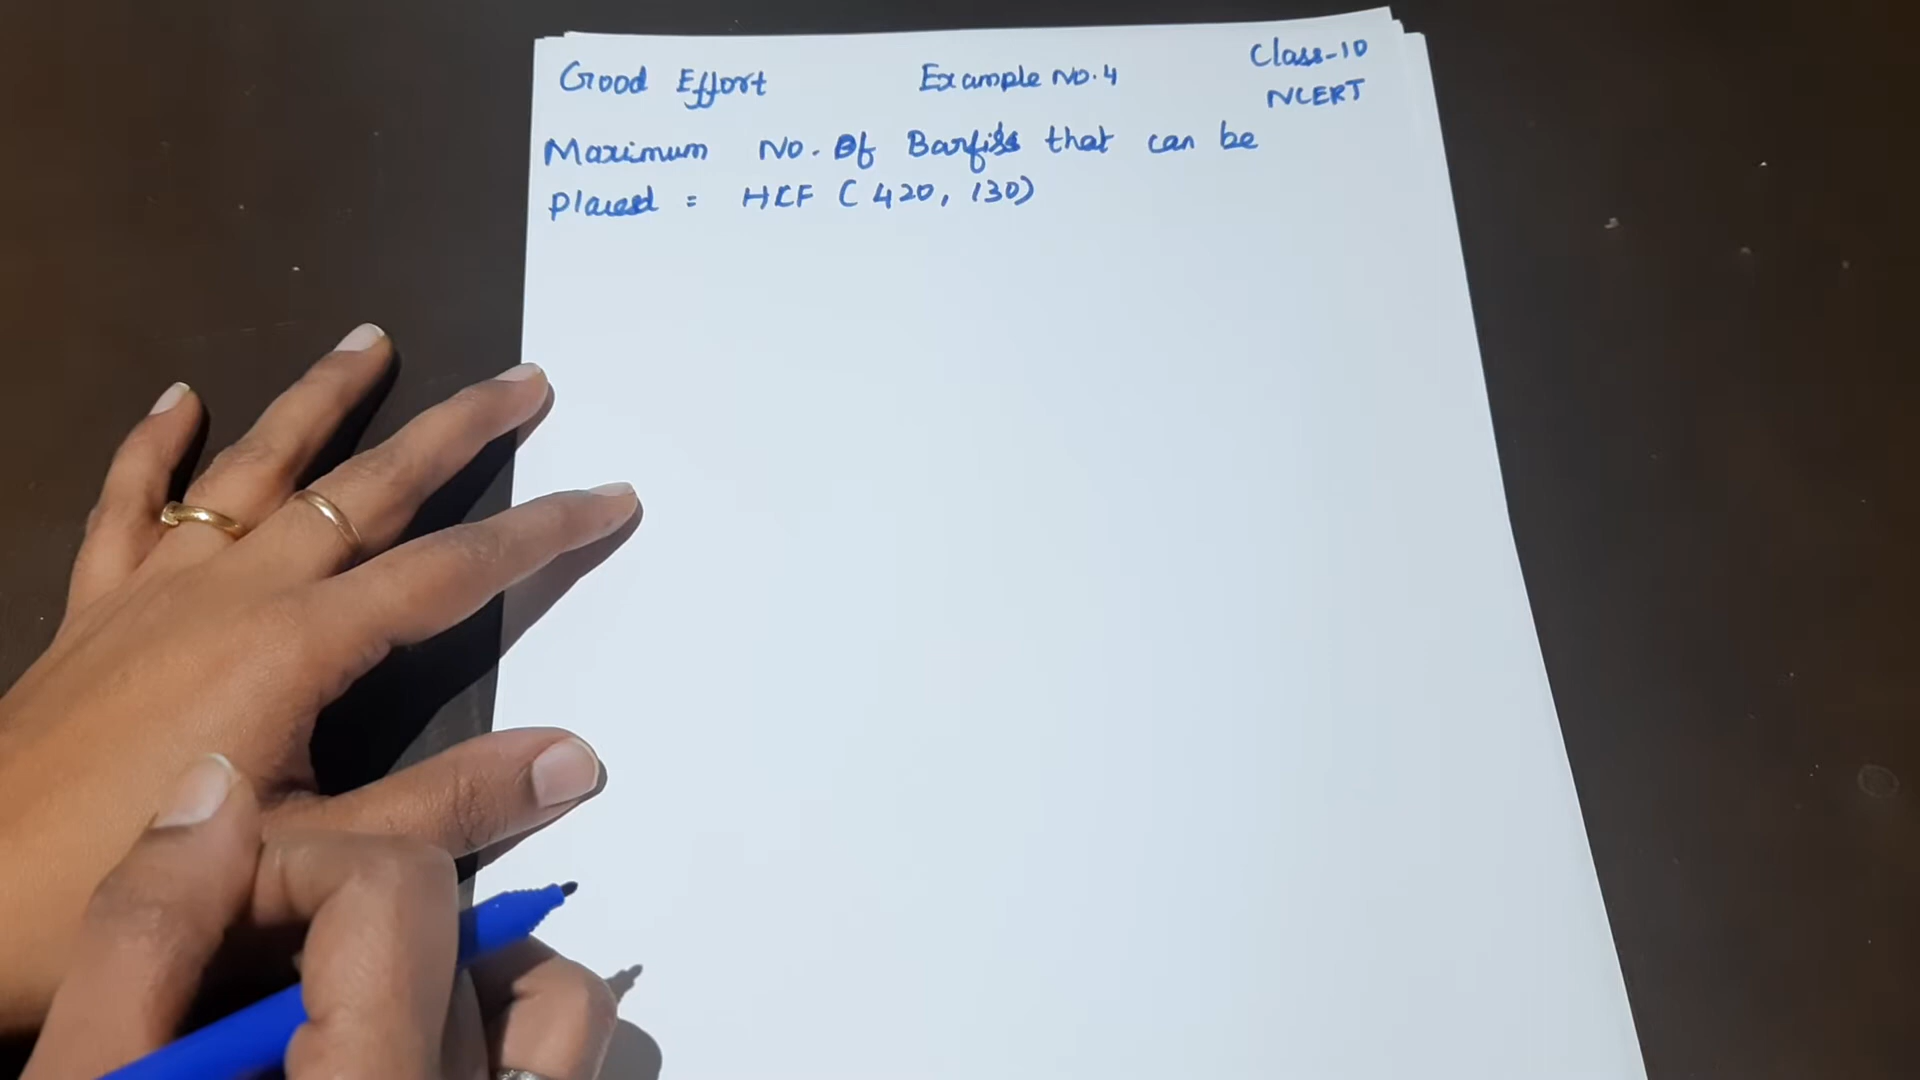 Good Effort Example No.4 Class-10
NCERT
Maximum No. Of Barfis that can be
Placed = HCF (420, 130)